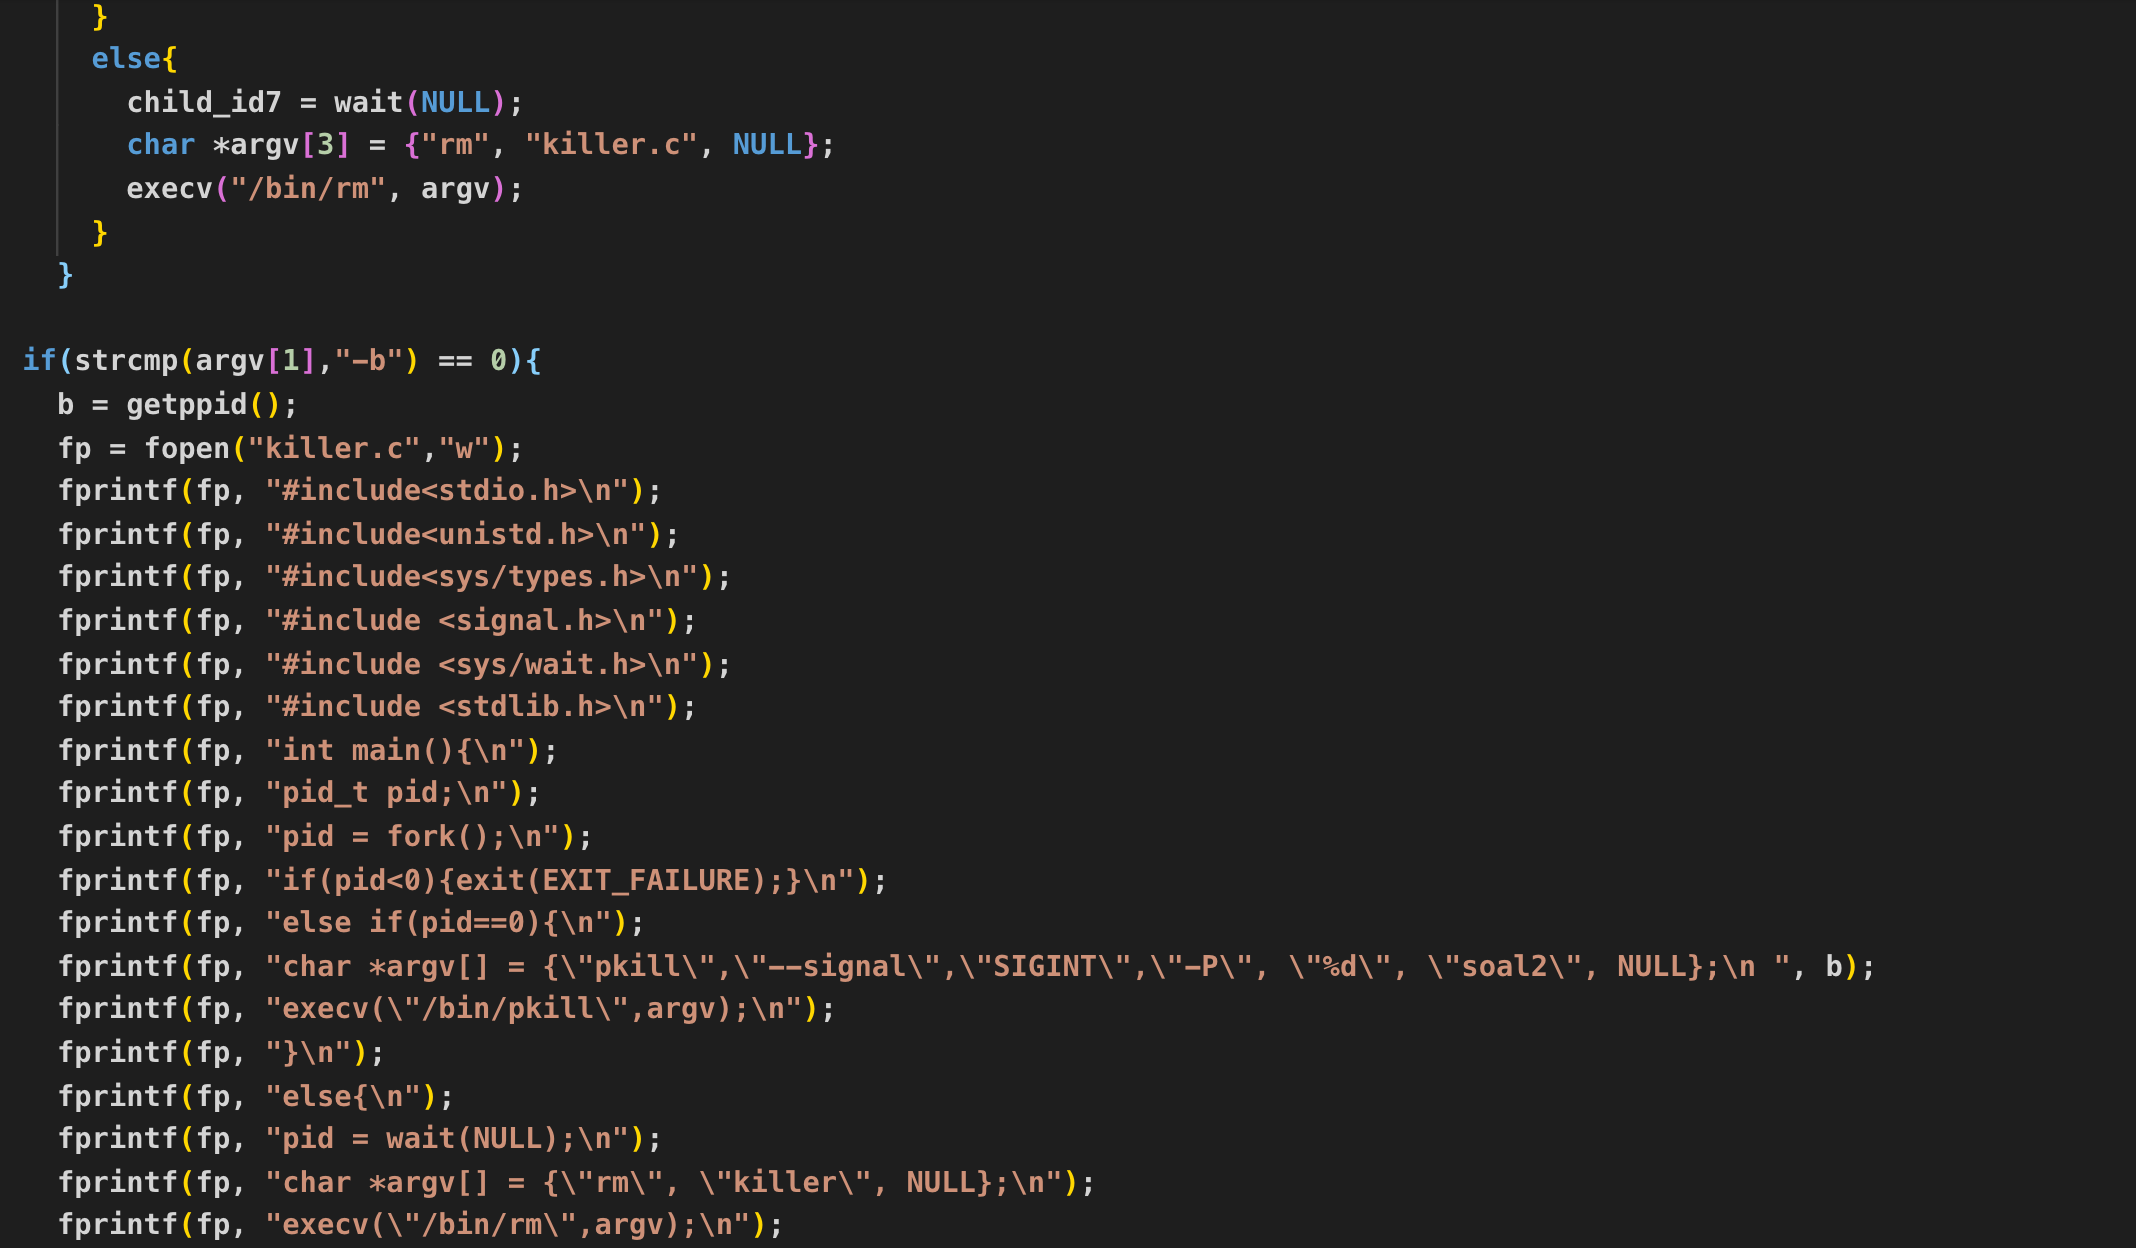 }
else{
child_id7 = wait(NULL);
char *argv[3] = {"rm", "killer.c", NULL};
execv("/bin/rm", argv);
}
}
if(strcmp(argv[1],"-b") == 0){
b = getppid();
fp = fopen("killer.c","w");
fprintf(fp, "#include<stdio.h>\n");
fprintf(fp, "#include<unistd.h>\n");
fprintf(fp, "#include<sys/types.h>\n");
fprintf(fp, "#include <signal.h>\n");
fprintf(fp, "#include <sys/wait.h>\n");
fprintf(fp, "#include <stdlib.h>\n");
fprintf(fp, "int main(){\n");
fprintf(fp, "pid_t pid;\n");
fprintf(fp, "pid = fork();\n");
fprintf(fp, "if(pid<0){exit(EXIT_FAILURE);}\n");
fprintf(fp, "else if(pid==0){\n");
fprintf(fp, "char *argv[] = {\"pkill\",\"--signal\",\"SIGINT\",\"-P\", \"%d\", \"soal2\", NULL};\n ", b);
fprintf(fp, "execv(\"/bin/pkill\",argv);\n");
fprintf(fp, "}\n");
fprintf(fp, "else{\n");
fprintf(fp, "pid = wait(NULL);\n");
fprintf(fp, "char *argv[] = {\"rm\", \"killer\", NULL};\n");
fprintf(fp, "execv(\"/bin/rm\",argv);\n");